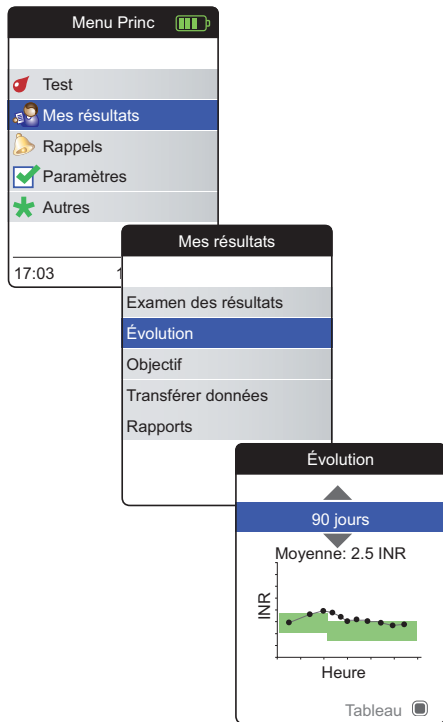 Menu Princ
Test
Mes résultats
Rappels
Paramètres
Autres
17:03 1
Mes résultats
Examen des résultats
Évolution
Objectif
Transférer données
Rapports
Évolution
90 jours
Moyenne: 2.5 INR
INR
Heure
Tableau